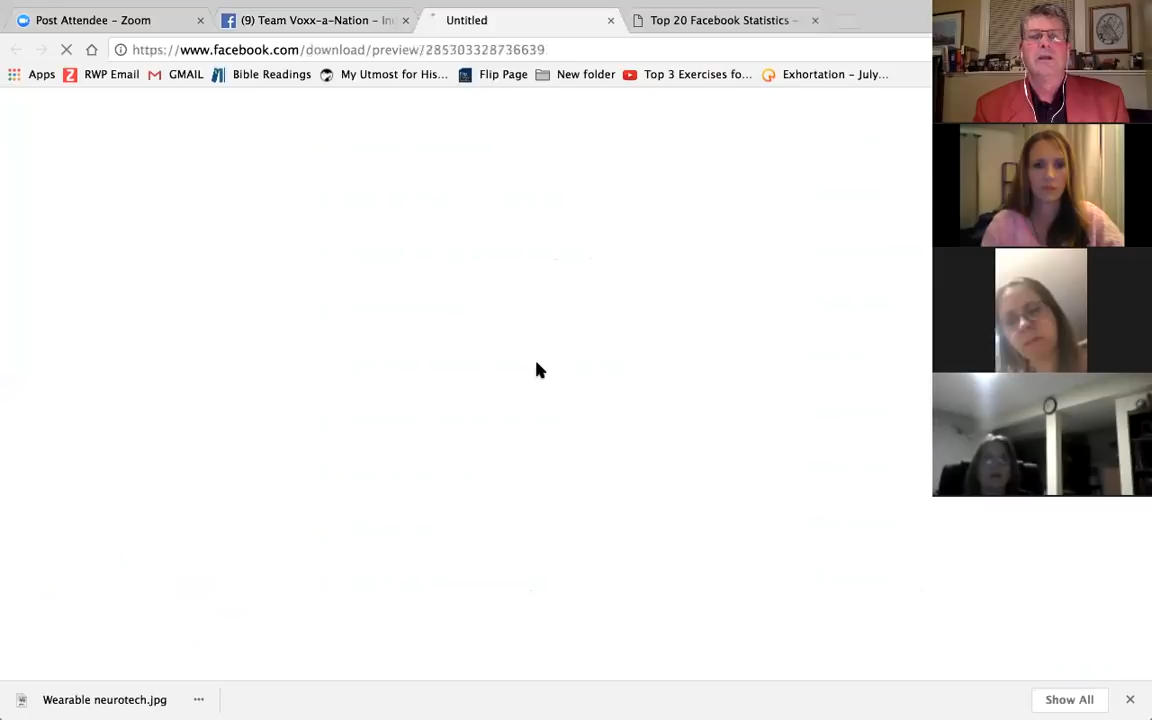 Post Attendee - Zoom
(9) Team Voxx-a-Nation - In
Untitled
Top 20 Facebook Statistics -
https://www.facebook.com/download/preview/285303328736639
Apps
RWP Email
GMAIL
Bible Readings
My Utmost for His...
Flip Page
New folder
Top 3 Exercises fo...
Exhortation - July...
Wearable neurotech.jpg
Show All